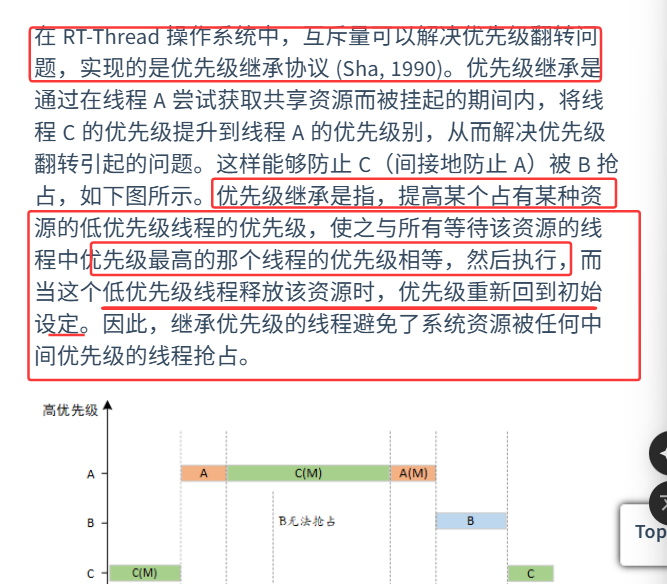 在 RT-Thread 操作系统中，互斥量可以解决优先级翻转问
题，实现的是优先级继承协议 (Sha, 1990)。优先级继承是
通过在线程 A 尝试获取共享资源而被挂起的期间内，将线
程 C 的优先级提升到线程 A 的优先级别，从而解决优先级
翻转引起的问题。这样能够防止 C（间接地防止 A）被 B 抢
占，如下图所示。优先级继承是指，提高某个占有某种资
源的低优先级线程的优先级，使之与所有等待该资源的线
程中优先级最高的那个线程的优先级相等，然后执行，而
当这个低优先级线程释放该资源时，优先级重新回到初始
设定。因此，继承优先级的线程避免了系统资源被任何中
间优先级的线程抢占。
高优先级
A A C(M) A(M)
B B无法抢占 B
Top
C C(M) C